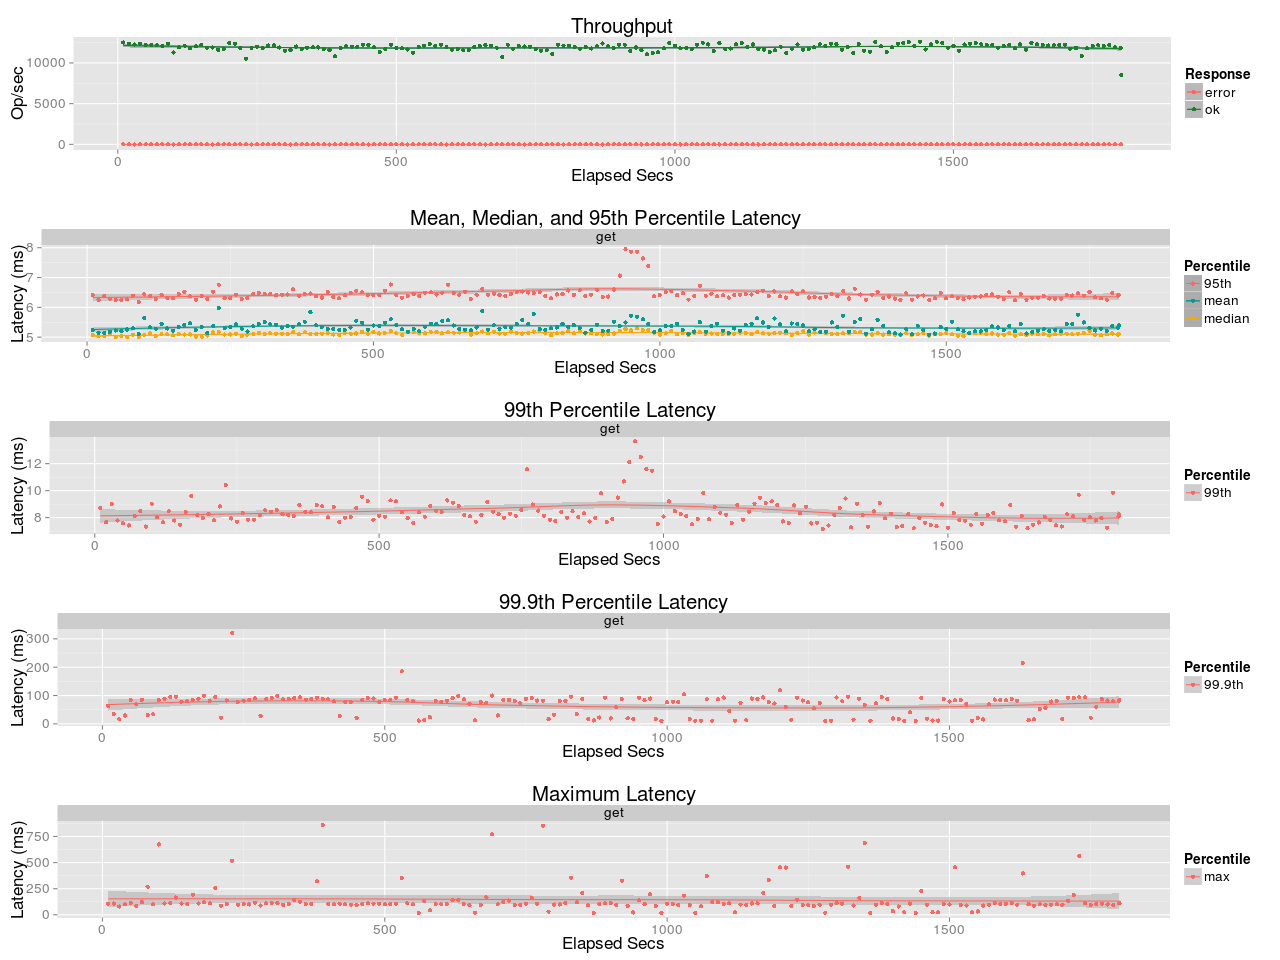 Throughput
10000
5000
0
Op/sec
0 500 1000 1500
Elapsed Secs
Response
error
ok
Mean, Median, and 95th Percentile Latency
get
8
7
6
5
Latency (ms)
0 500 1000 1500
Elapsed Secs
Percentile
95th
mean
median
99th Percentile Latency
get
12
10
8
Latency (ms)
0 500 1000 1500
Elapsed Secs
Percentile
99th
99.9th Percentile Latency
get
300
200
100
0
Latency (ms)
0 500 1000 1500
Elapsed Secs
Percentile
99.9th
Maximum Latency
get
750
500
250
0
Latency (ms)
0 500 1000 1500
Elapsed Secs
Percentile
max